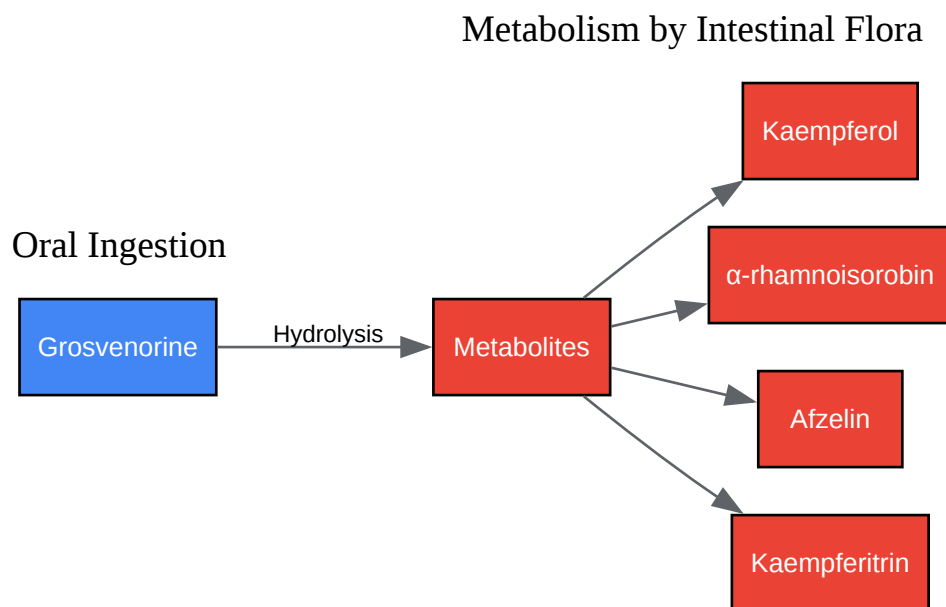 Metabolism by Intestinal Flora
Kaempferol
α-rhamnoisorobin
Oral Ingestion
Grosvenorine
Hydrolysis
Metabolites
Afzelin
Kaempferitrin